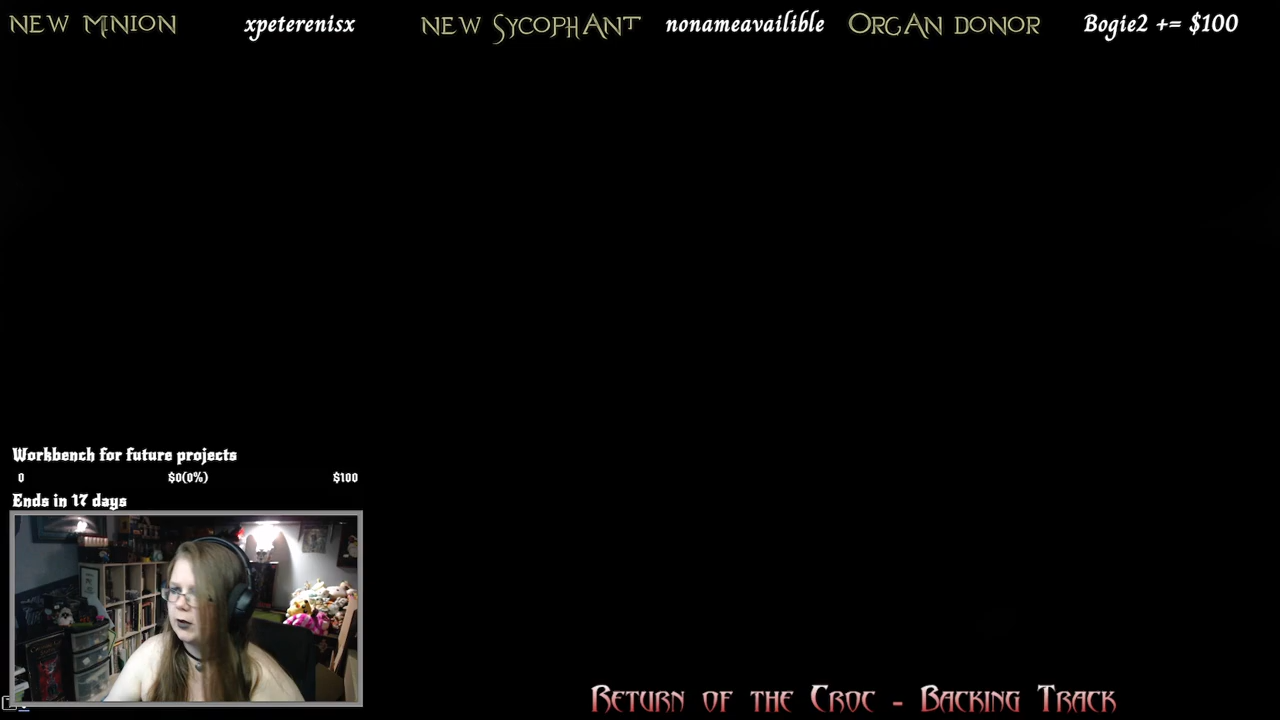 NEW MINION xpeterenisx NEW SYCOPHANT nonameavailible ORGAN DONOR Bogie2 += $100
Workbench for future projects
0 $0(0%) $100
Ends in 17 days
Return of the Croc - Backing Track